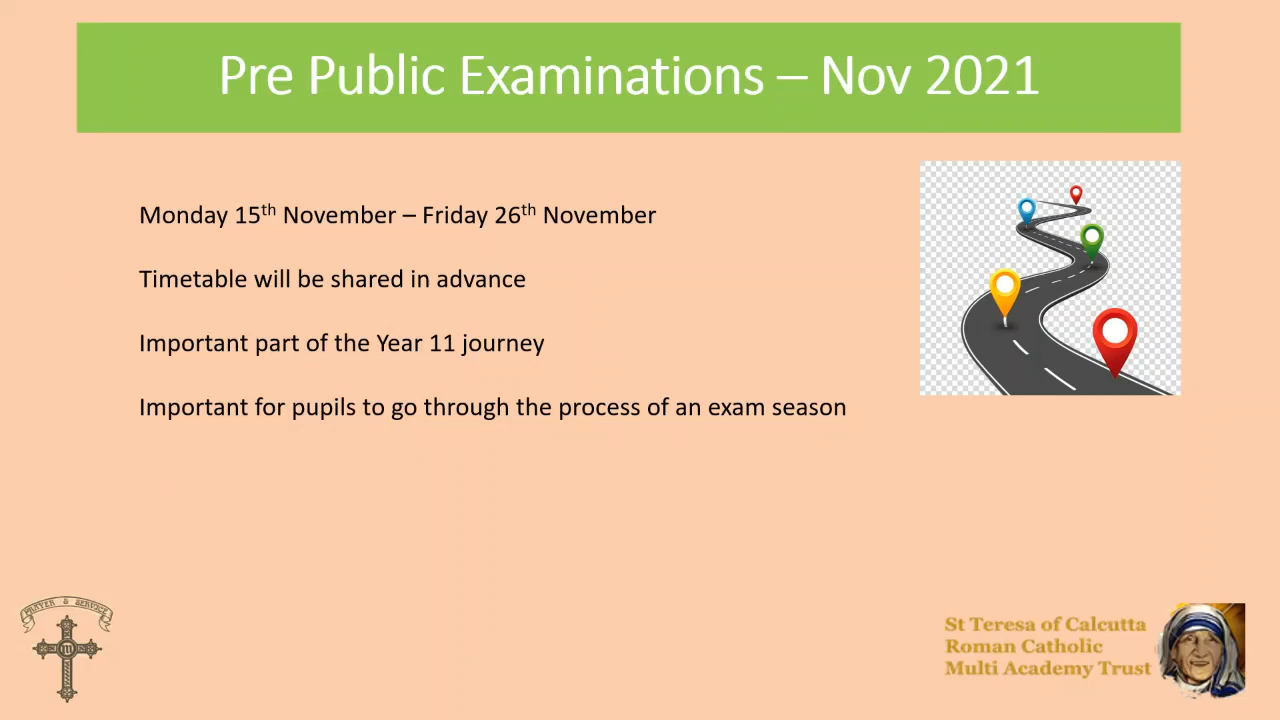 Pre Public Examinations – Nov 2021
Monday 15th November – Friday 26th November
Timetable will be shared in advance
Important part of the Year 11 journey
Important for pupils to go through the process of an exam season
PRAYER & SERVICE
St Teresa of Calcutta
Roman Catholic
Multi Academy Trust